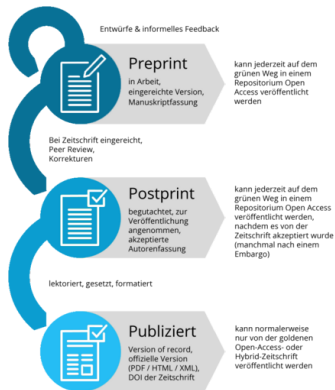 Entwürfe & informelles Feedback
Preprint
in Arbeit,
eingereichte Version,
Manuskriptfassung
kann jederzeit auf dem
grünen Weg in einem
Repositorium Open
Access veröffentlicht
werden
Bei Zeitschrift eingereicht,
Peer Review,
Korrekturen
Postprint
begutachtet, zur
Veröffentlichung
angenommen,
akzeptierte
Autorenfassung
kann jederzeit auf dem
grünen Weg in einem
Repositorium Open Access
veröffentlicht werden,
nachdem es von der
Zeitschrift akzeptiert wurde
(manchmal nach einem
Embargo)
lektoriert, gesetzt, formatiert
Publiziert
Version of record,
offizielle Version
(PDF / HTML / XML),
DOI der Zeitschrift
kann normalerweise
nur von der goldenen
Open-Access- oder
Hybrid-Zeitschrift
veröffentlicht werden